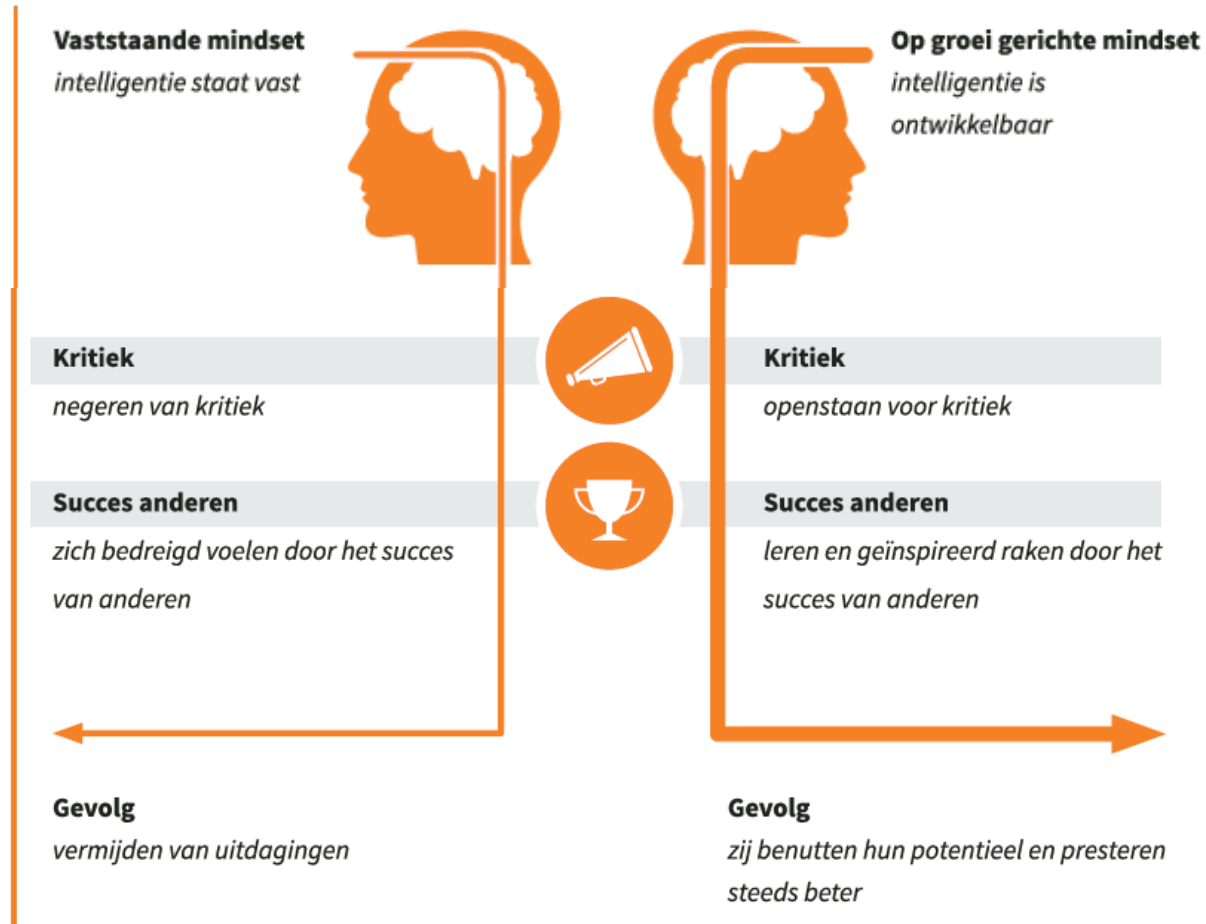 Vaststaande mindset
intelligentie staat vast
Op groei gerichte mindset
intelligentie is
ontwikkelbaar
Kritiek
negeren van kritiek
Kritiek
openstaan voor kritiek
Succes anderen
zich bedreigd voelen door het succes
van anderen
Succes anderen
leren en geïnspireerd raken door het
succes van anderen
Gevolg
vermijden van uitdagingen
Gevolg
zij benutten hun potentieel en presteren
steeds beter